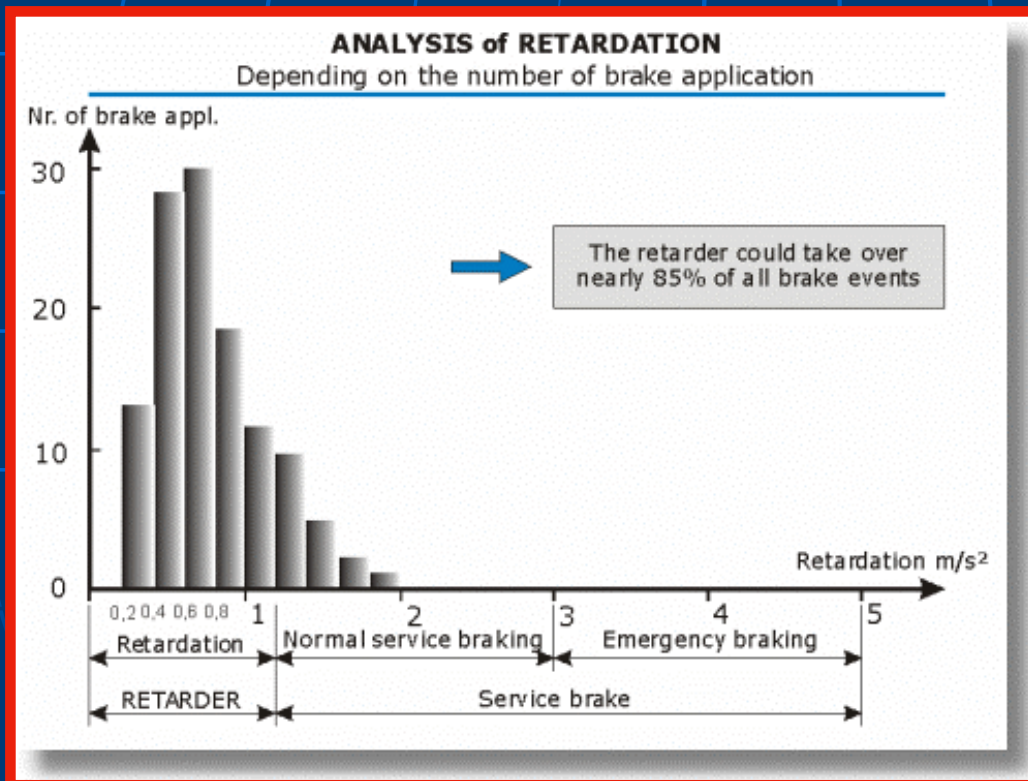 ANALYSIS of RETARDATION
Depending on the number of brake application
Nr. of brake appl.
30
The retarder could take over
nearly 85% of all brake events
20
10
Retardation m/s²
0
0,2 0,4 0,6 0,8 1 2 3 4 5
Retardation Normal service braking Emergency braking
RETARDER Service brake